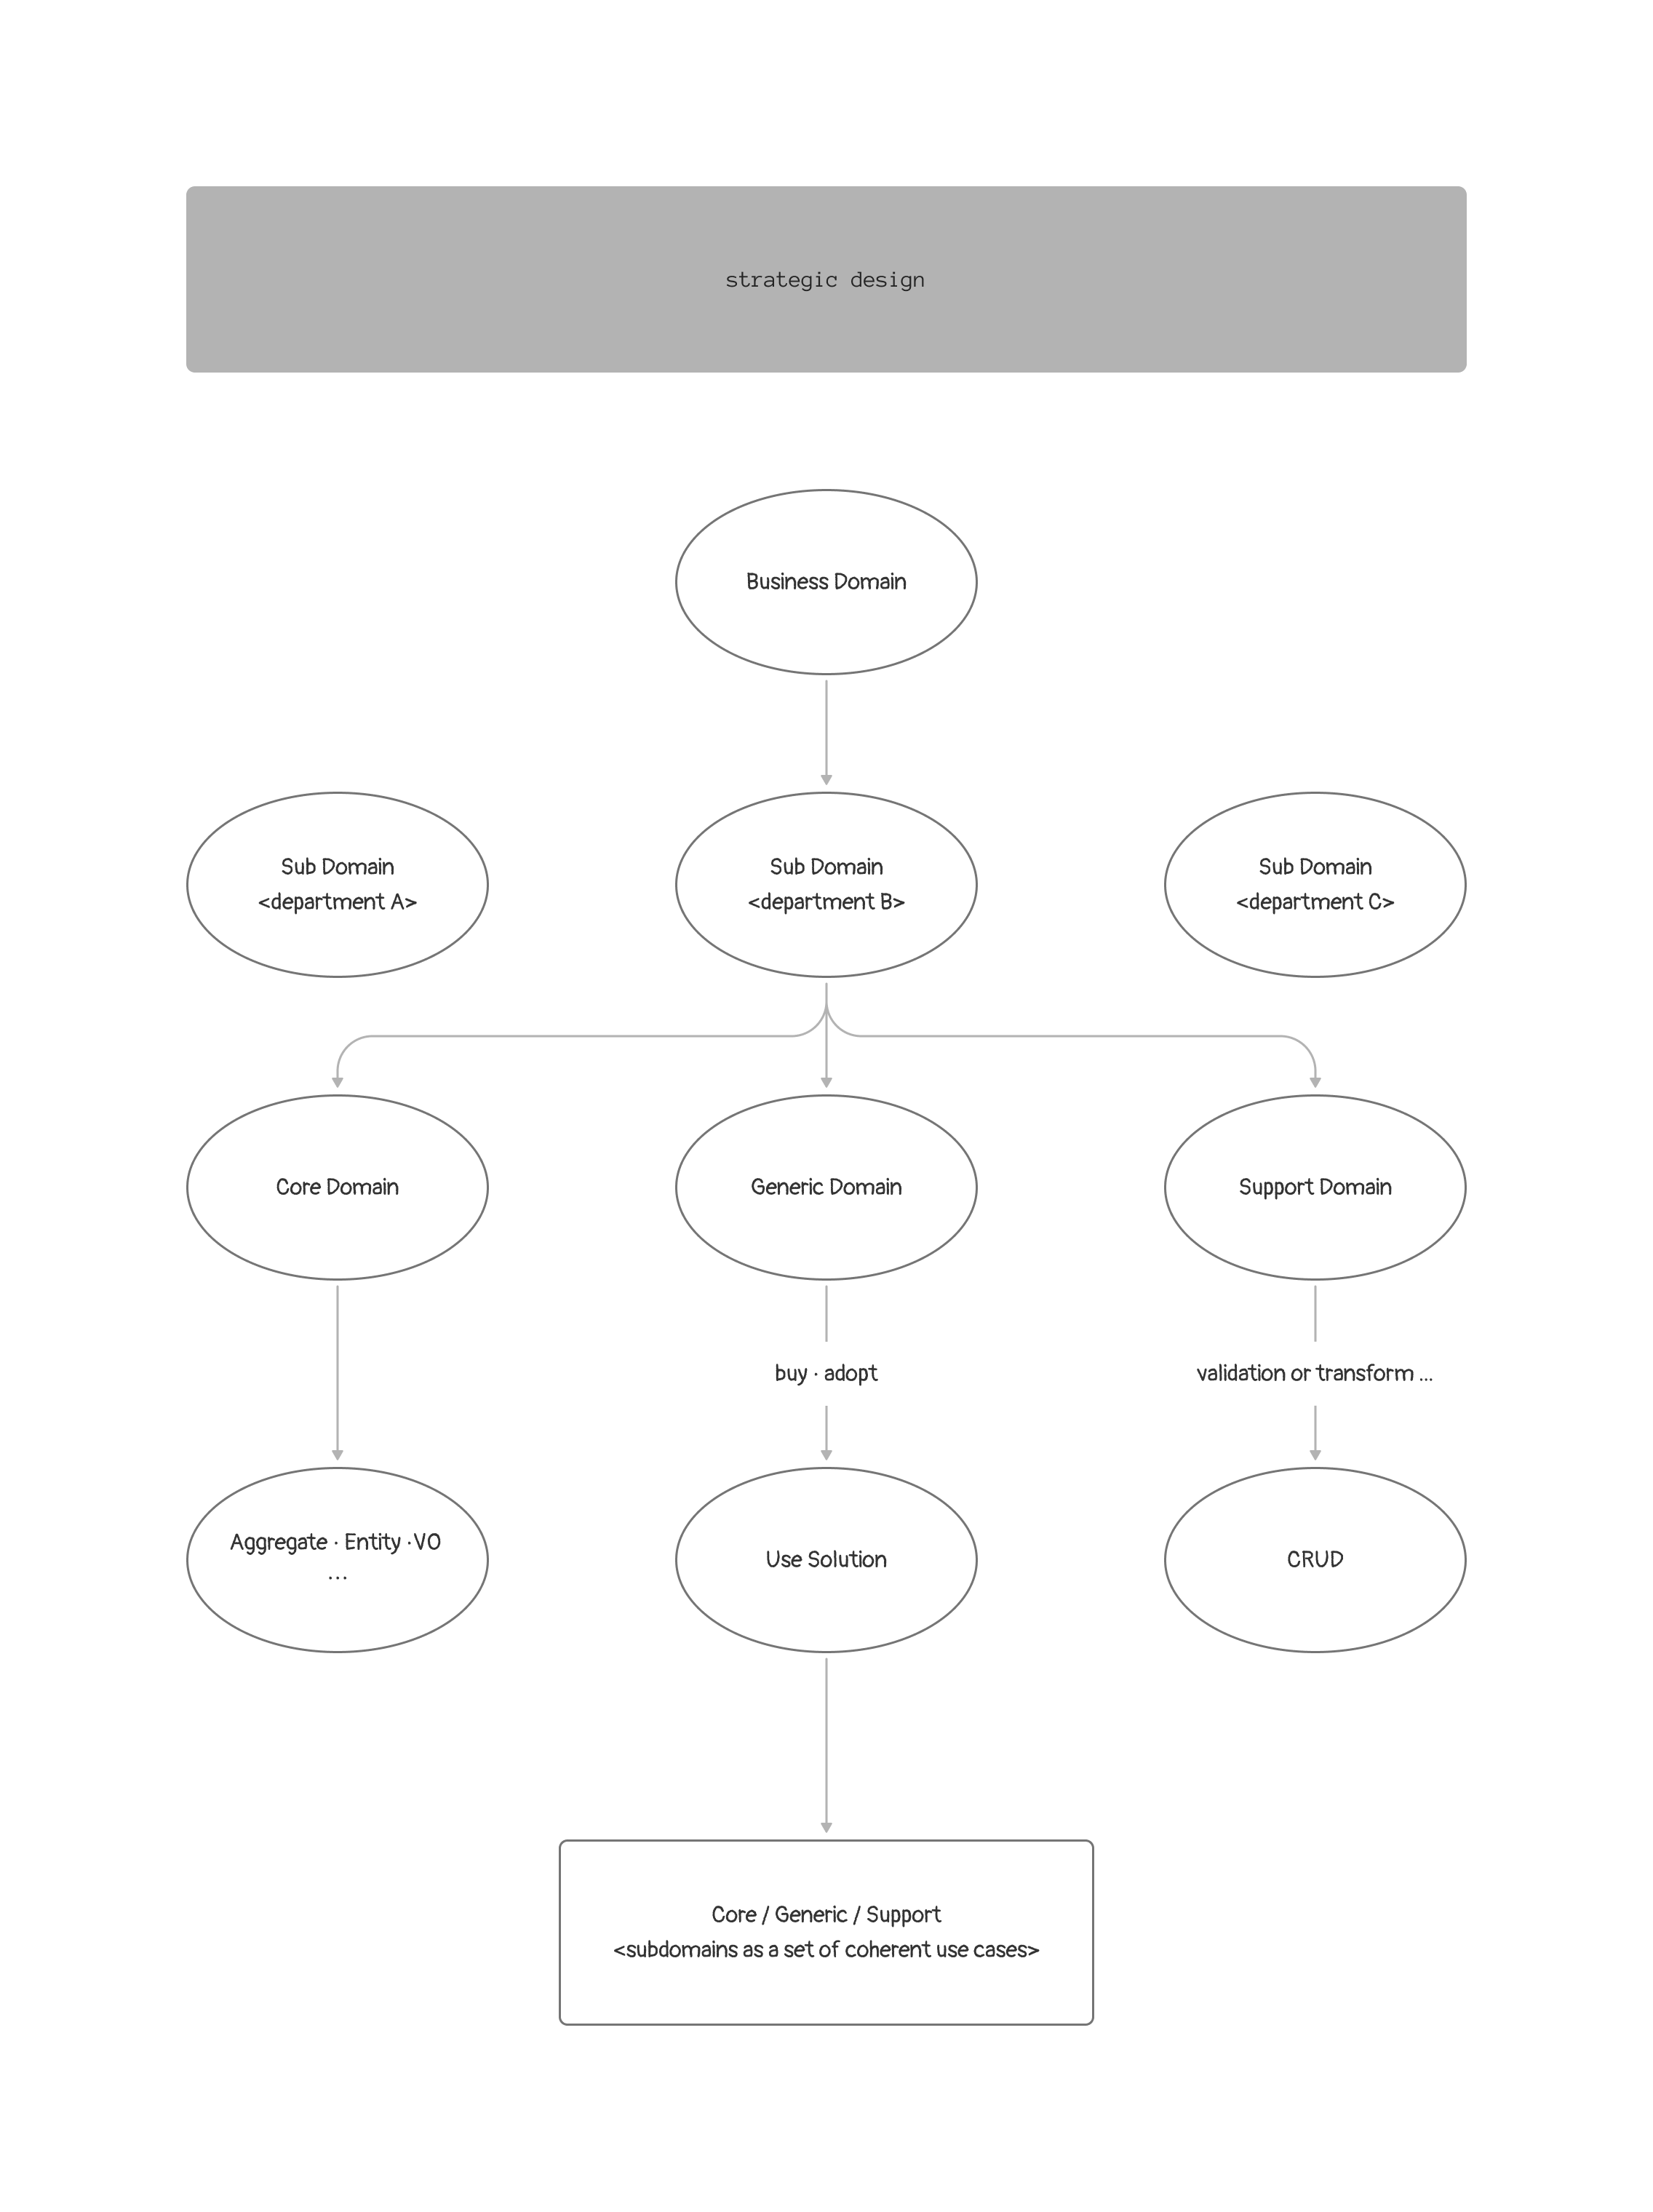 strategic design
Business Domain
Sub Domain
<department A>
Sub Domain
<department B>
Sub Domain
<department C>
Core Domain
Generic Domain
Support Domain
buy · adopt
validation or transform ...
Aggregate · Entity ·VO
...
Use Solution
CRUD
Core / Generic / Support
<subdomains as a set of coherent use cases>